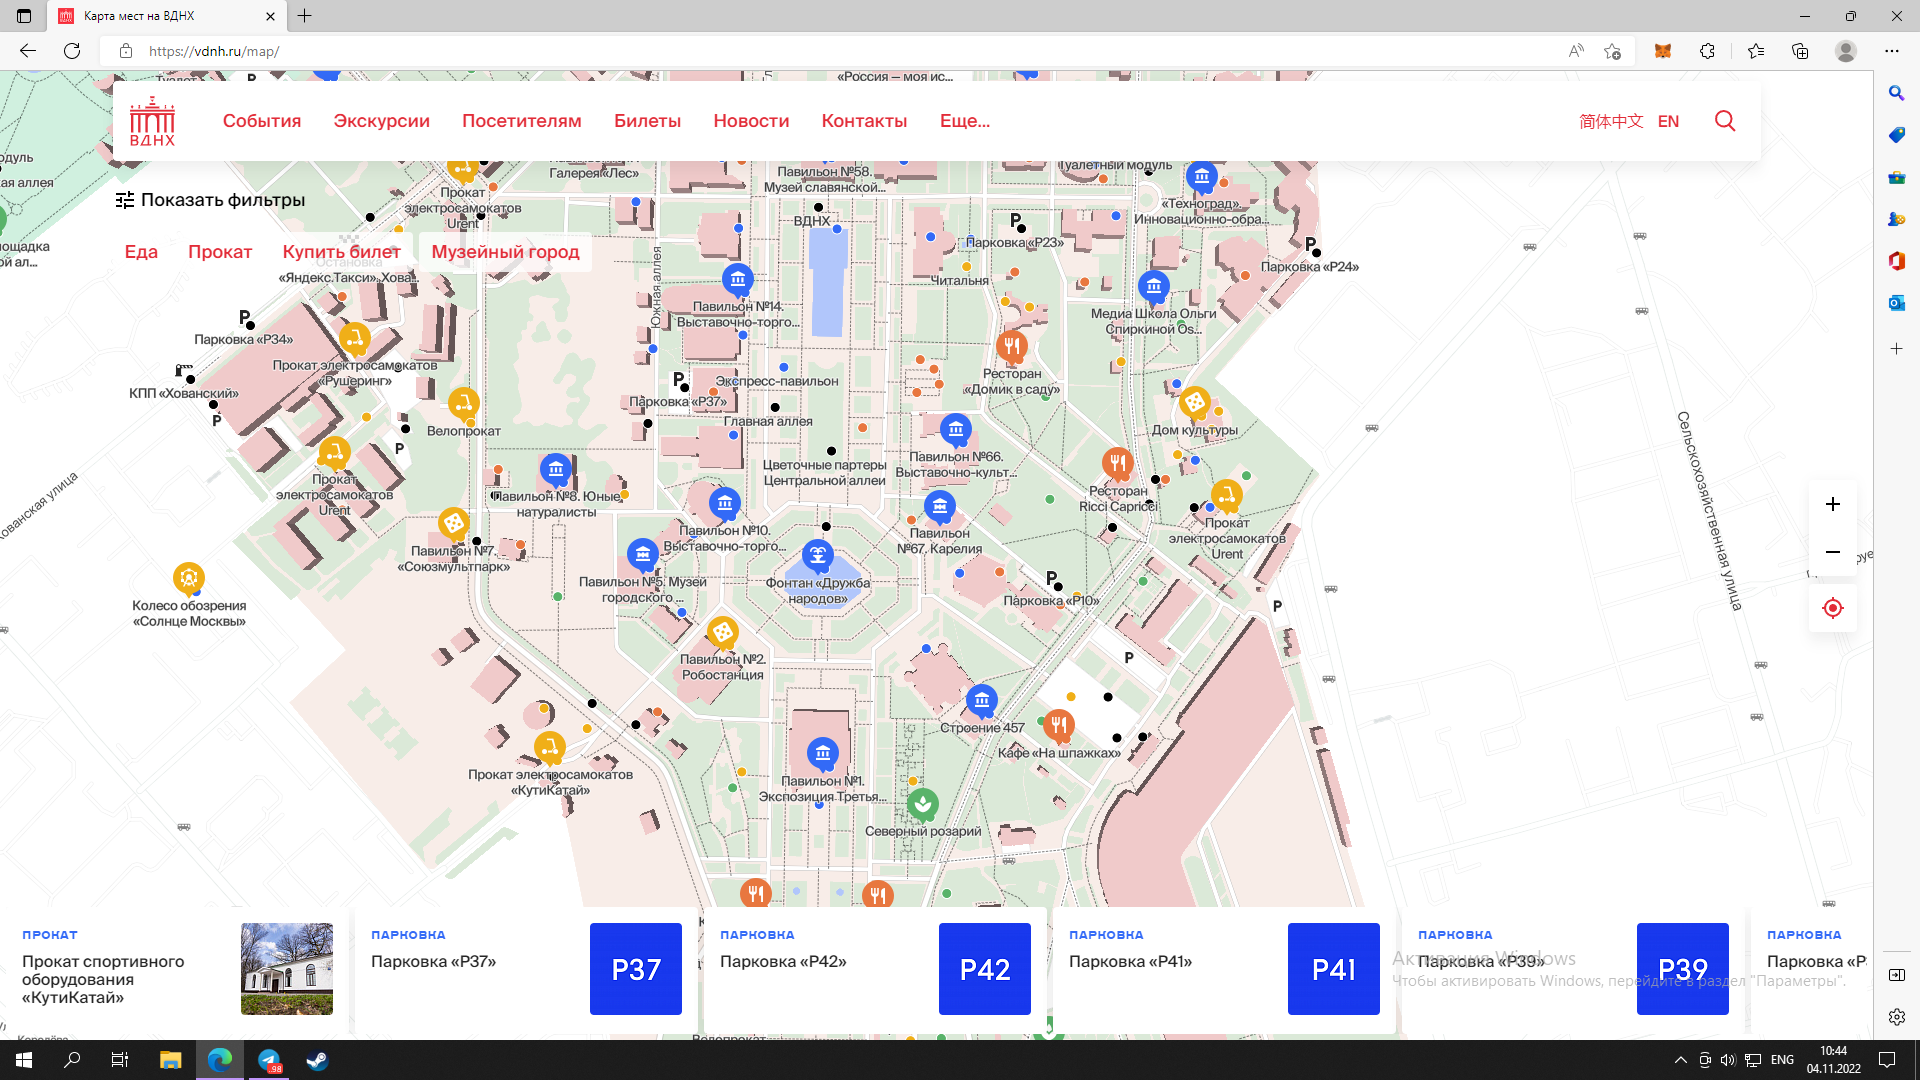 Карта мест на ВДНХ
https://vdnh.ru/map/
«Россия — моя ис...
ВДНХ
События
Экскурсии
Посетителям
Билеты
Новости
Контакты
Еще...
简体中文
EN
Показать фильтры
Еда
Прокат
Купить билет
Музейный город
одуль
ая аллея
ощадка
ой ал...
Прокат
электросамокатов
Urent
Галерея «Лес»
Павильон №58.
Музей славянской...
Туалетный модуль
«Техноград».
Инновационно-обра...
ВДНХ
P
Парковка «P23»
P
Парковка «P24»
Читальня
«Яндекс.Такси», Хова...
Южная аллея
Павильон №14.
Выставочно-торго...
Медиа Школа Ольги
Спиркиной Os...
P
Парковка «P34»
Прокат электросамокатов
«Рушеринг»
КПП «Хованский»
P
Экспресс-павильон
P
Парковка «P37»
Главная аллея
Ресторан
«Домик в саду»
Дом культуры
Велопрокат
P
Цветочные партеры
Центральной аллеи
Павильон №66.
Выставочно-культ...
Прокат
электросамокатов
Urent
Павильон №8. Юные
натуралисты
Ресторан
Ricci Capricci
Павильон №10.
Выставочно-торго...
Павильон
№67. Карелия
Прокат
электросамокатов
Urent
Павильон №7.
«Союзмультпарк»
Павильон №5. Музей
городского ...
Фонтан «Дружба
народов»
P
Парковка «P10»
P
Колесо обозрения
«Солнце Москвы»
Павильон №2.
Робостанция
P
Строение 457
Кафе «На шпажках»
Прокат электросамокатов
«КутиКатай»
Павильон №1.
Экспозиция Третья...
Северный розарий
Сельскохозяйственная улица
ованская улица
ПРОКАТ
Прокат спортивного
оборудования
«КутиКатай»
ПАРКОВКА
Парковка «P37»
P37
ПАРКОВКА
Парковка «P42»
P42
ПАРКОВКА
Парковка «P41»
P41
ПАРКОВКА
Парковка «P39»
P39
ПАРКОВКА
Парковка «P
Активация Windows
Чтобы активировать Windows, перейдите в раздел "Параметры".
Велопрокат
98
ENG
10:44
04.11.2022